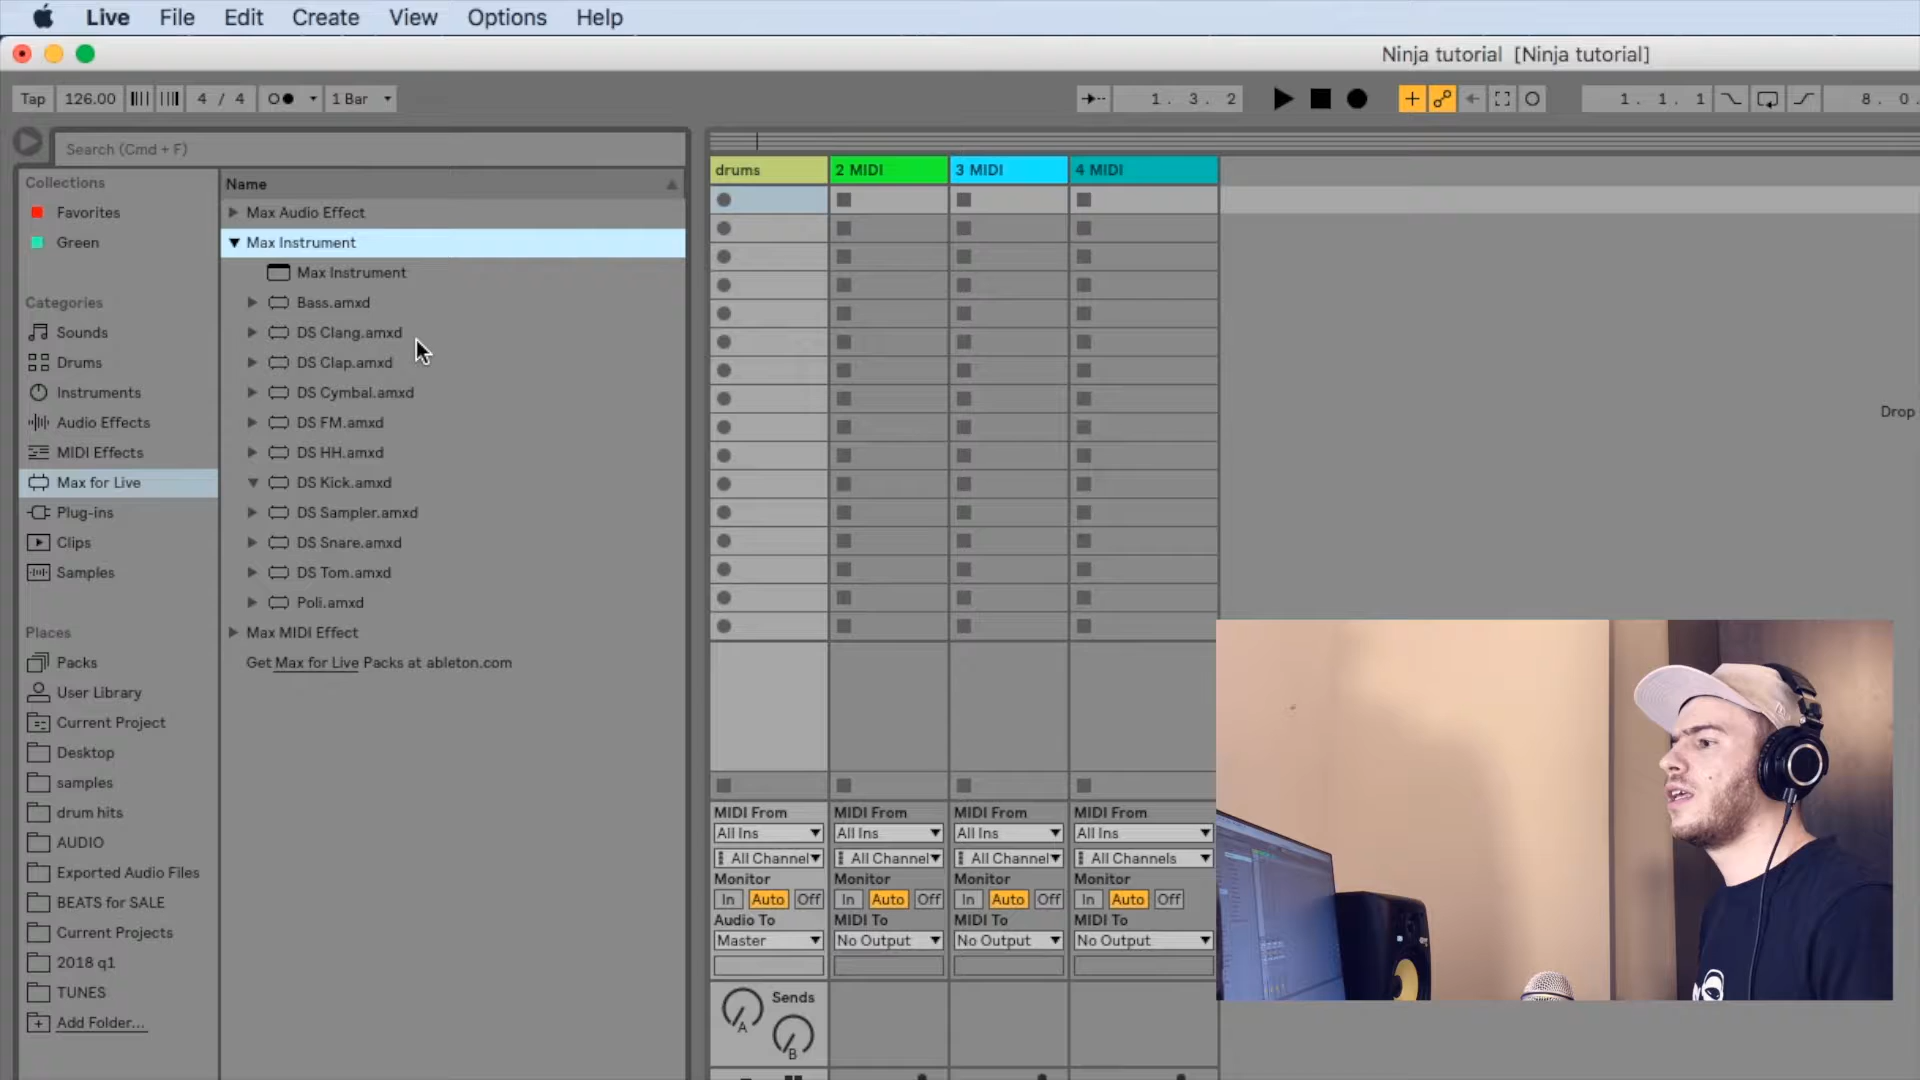 Live File Edit Create View Options Help
Ninja tutorial [Ninja tutorial]
Tap 126.00 4 / 4 1 Bar 1. 3. 2 1. 1. 1 8. 0.
Search (Cmd + F)
Collections
Favorites
Green
Categories
Sounds
Drums
Instruments
Audio Effects
MIDI Effects
Max for Live
Plug-ins
Clips
Samples
Places
Packs
User Library
Current Project
Desktop
samples
drum hits
AUDIO
Exported Audio Files
BEATS for SALE
Current Projects
2018 q1
TUNES
Add Folder...
Name
Max Audio Effect
Max Instrument
Max Instrument
Bass.amxd
DS Clang.amxd
DS Clap.amxd
DS Cymbal.amxd
DS FM.amxd
DS HH.amxd
DS Kick.amxd
DS Sampler.amxd
DS Snare.amxd
DS Tom.amxd
Poli.amxd
Max MIDI Effect
Get Max for Live Packs at ableton.com
drums 2 MIDI 3 MIDI 4 MIDI
Drop
MIDI From MIDI From MIDI From MIDI From
All Ins All Ins All Ins All Ins
All Channel All Channel All Channel All Channels
Monitor Monitor Monitor Monitor
In Auto Off In Auto Off In Auto Off In Auto Off
Audio To MIDI To MIDI To MIDI To
Master No Output No Output No Output
Sends
A
B